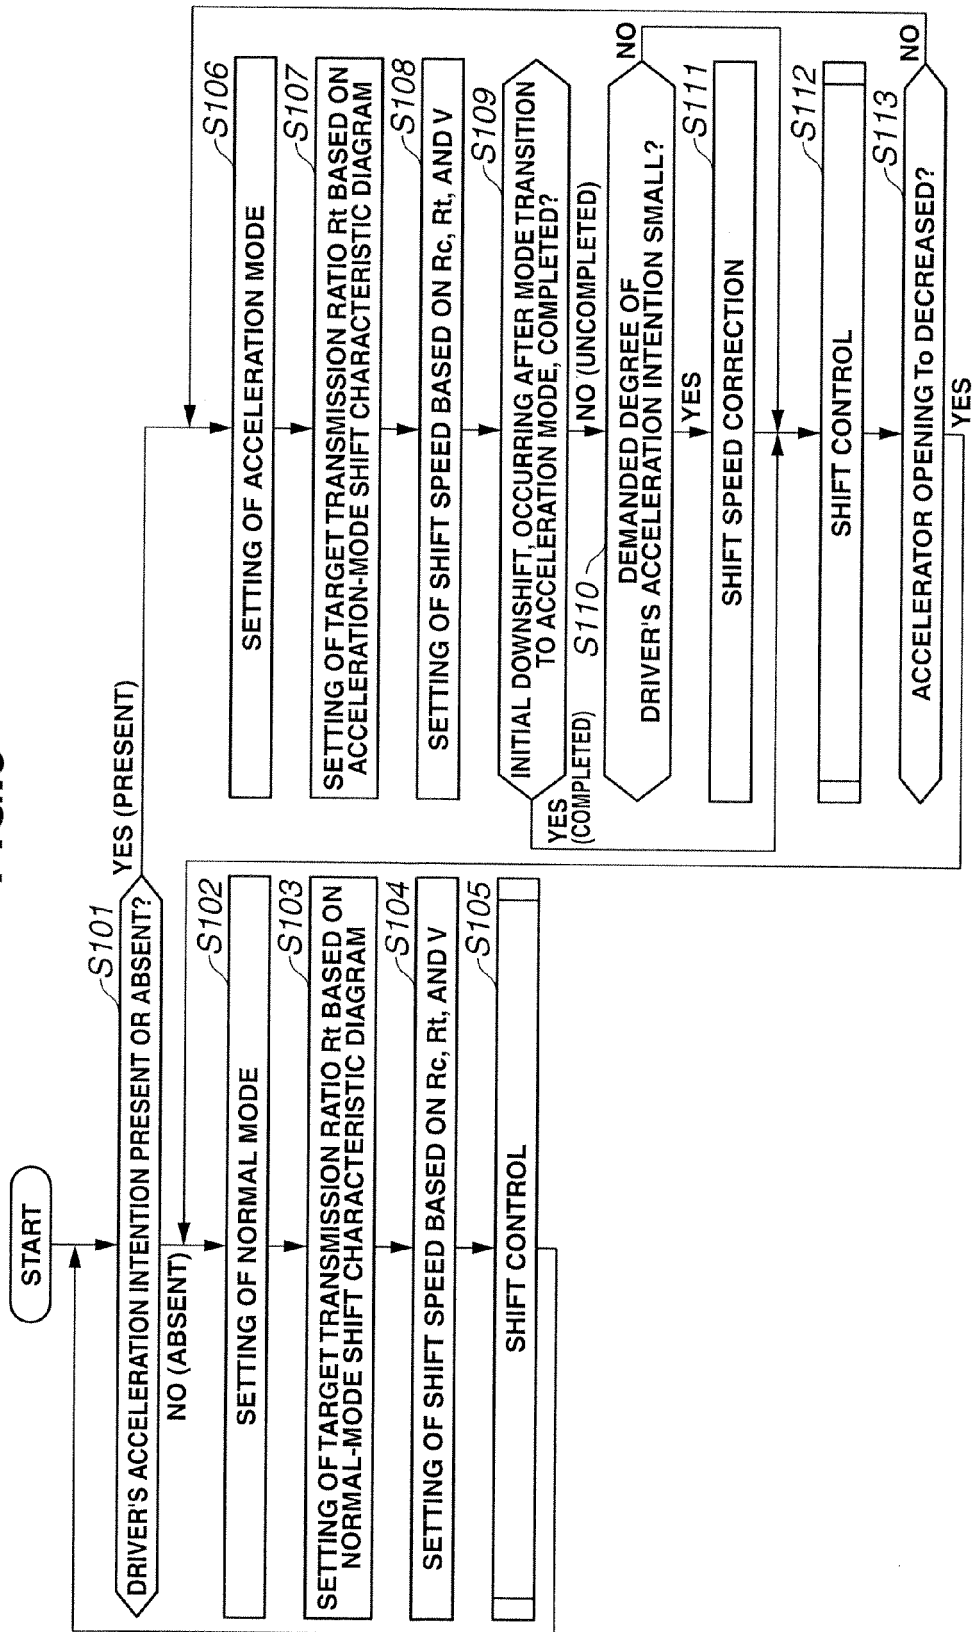 START
S101
DRIVER'S ACCELERATION INTENTION PRESENT OR ABSENT?
YES (PRESENT)
NO (ABSENT)
S102
SETTING OF NORMAL MODE
S103
SETTING OF TARGET TRANSMISSION RATIO Rt BASED ON
NORMAL-MODE SHIFT CHARACTERISTIC DIAGRAM
S104
SETTING OF SHIFT SPEED BASED ON Rc, Rt, AND V
S105
SHIFT CONTROL
S106
SETTING OF ACCELERATION MODE
S107
SETTING OF TARGET TRANSMISSION RATIO Rt BASED ON
ACCELERATION-MODE SHIFT CHARACTERISTIC DIAGRAM
S108
SETTING OF SHIFT SPEED BASED ON Rc, Rt, AND V
S109
INITIAL DOWNSHIFT, OCCURRING AFTER MODE TRANSITION
TO ACCELERATION MODE, COMPLETED?
YES
(COMPLETED)
NO (UNCOMPLETED)
S110
DEMANDED DEGREE OF
DRIVER'S ACCELERATION INTENTION SMALL?
NO
YES
S111
SHIFT SPEED CORRECTION
S112
SHIFT CONTROL
S113
ACCELERATOR OPENING To DECREASED?
NO
YES